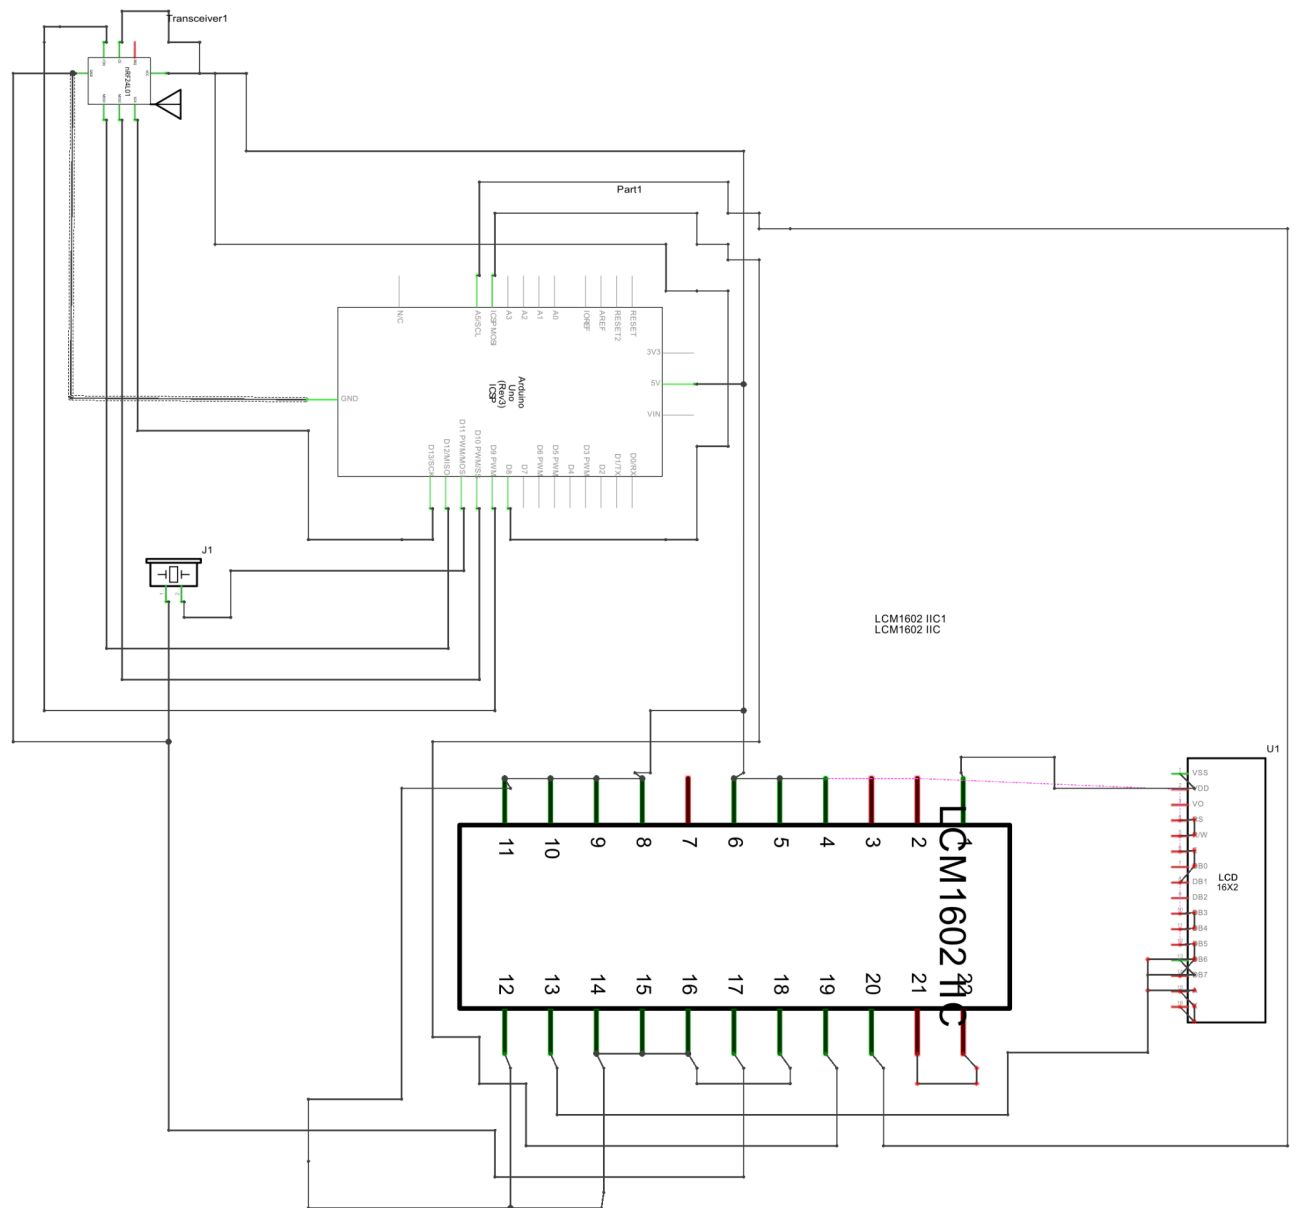 Transceiver1
nRF24L01
Part1
N/C
A5/SCL
ICSP MOSI
A3
A2
A1
A0
IOREF
AREF
RESET2
RESET
3V3
5V
VIN
GND
Arduino
Uno
(Rev3)
ICSP
D13/SCK
D12/MISO
D11 PWM/MOSI
D10 PWM/SS
D9 PWM
D8
D7
D6 PWM
D5 PWM
D4
D3 PWM
D2
D1/TX
D0/RX
J1
LCM1602 IIC1
LCM1602 IIC
U1
11
10
9
8
7
6
5
4
3
2
1
LCM1602 IIC
12
13
14
15
16
17
18
19
20
21
22
VSS
VDD
VO
RS
R/W
E
DB0
DB1
DB2
DB3
DB4
DB5
DB6
DB7
LCD
16X2